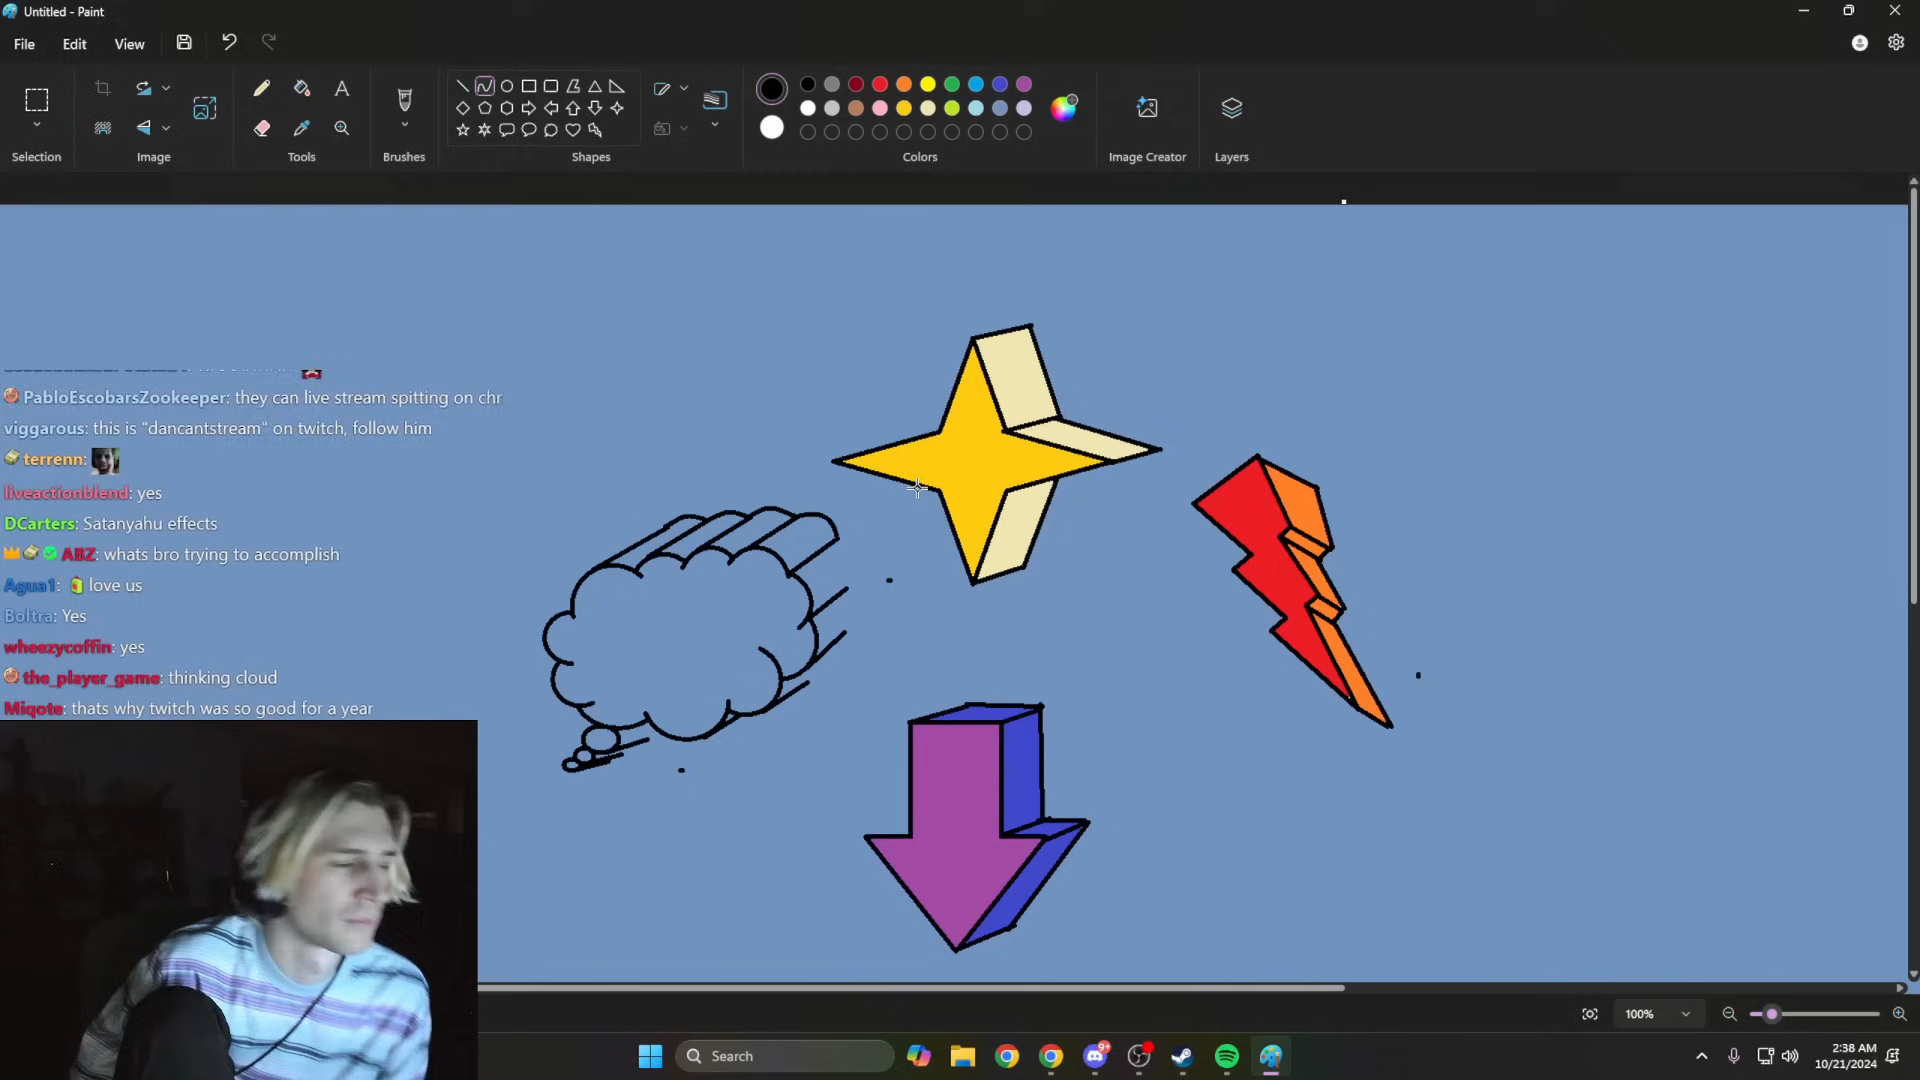 Untitled - Paint
File Edit View
Selection Image Tools Brushes Shapes Colors Image Creator Layers
PabloEscobarsZookeeper: they can live stream spitting on chr
viggarous: this is "dancantstream" on twitch, follow him
terrenn:
liveactionblend: yes
DCarters: Satanyahu effects
ABZ: whats bro trying to accomplish
Agua1: love us
Boltra: Yes
wheezycoffin: yes
the_player_game: thinking cloud
Miqote: thats why twitch was so good for a year
100%
Search
9+
2:38 AM
10/21/2024